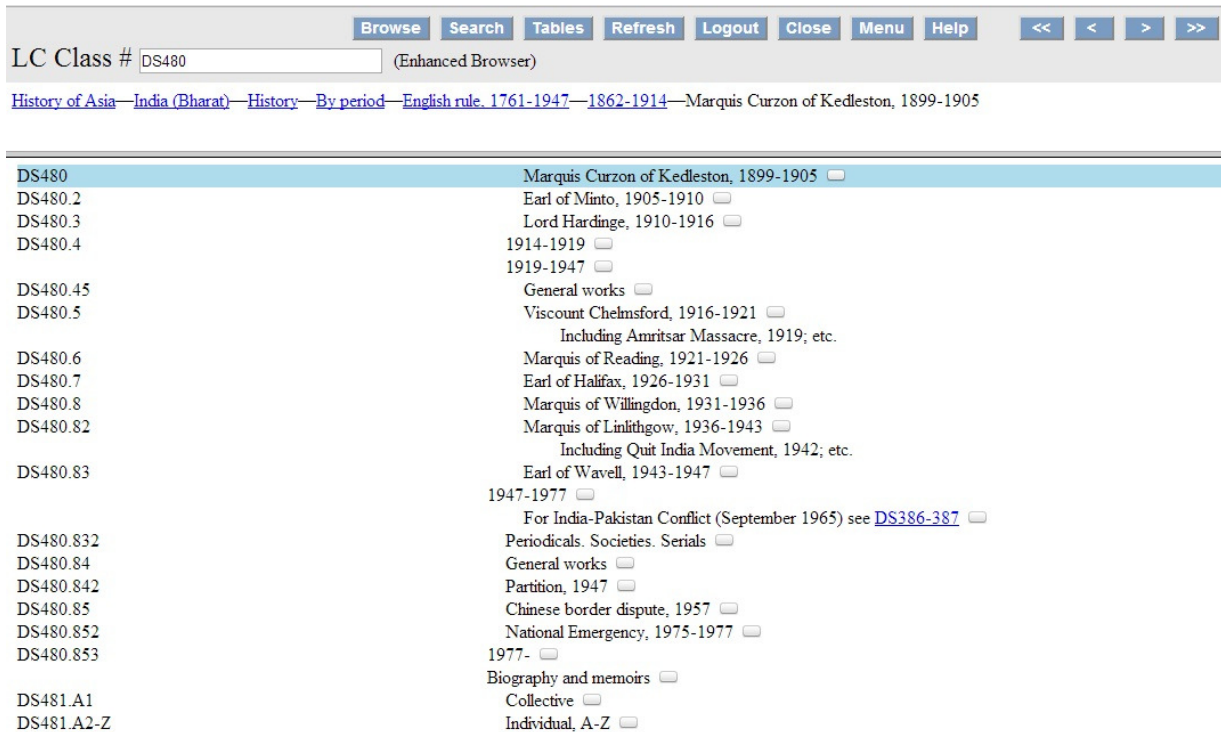 Browse Search Tables Refresh Logout Close Menu Help << < > >>
LC Class # DS480 (Enhanced Browser)
History of Asia—India (Bharat)—History—By period—English rule. 1761-1947—1862-1914—Marquis Curzon of Kedleston, 1899-1905
DS480 Marquis Curzon of Kedleston, 1899-1905
DS480.2 Earl of Minto, 1905-1910
DS480.3 Lord Hardinge, 1910-1916
DS480.4 1914-1919
1919-1947
DS480.45 General works
DS480.5 Viscount Chelmsford, 1916-1921
Including Amritsar Massacre, 1919; etc.
DS480.6 Marquis of Reading, 1921-1926
DS480.7 Earl of Halifax, 1926-1931
DS480.8 Marquis of Willingdon, 1931-1936
DS480.82 Marquis of Linlithgow, 1936-1943
Including Quit India Movement, 1942; etc.
DS480.83 Earl of Wavell, 1943-1947
1947-1977
For India-Pakistan Conflict (September 1965) see DS386-387
DS480.832 Periodicals. Societies. Serials
DS480.84 General works
DS480.842 Partition, 1947
DS480.85 Chinese border dispute, 1957
DS480.852 National Emergency, 1975-1977
DS480.853 1977-
Biography and memoirs
DS481.A1 Collective
DS481.A2-Z Individual, A-Z